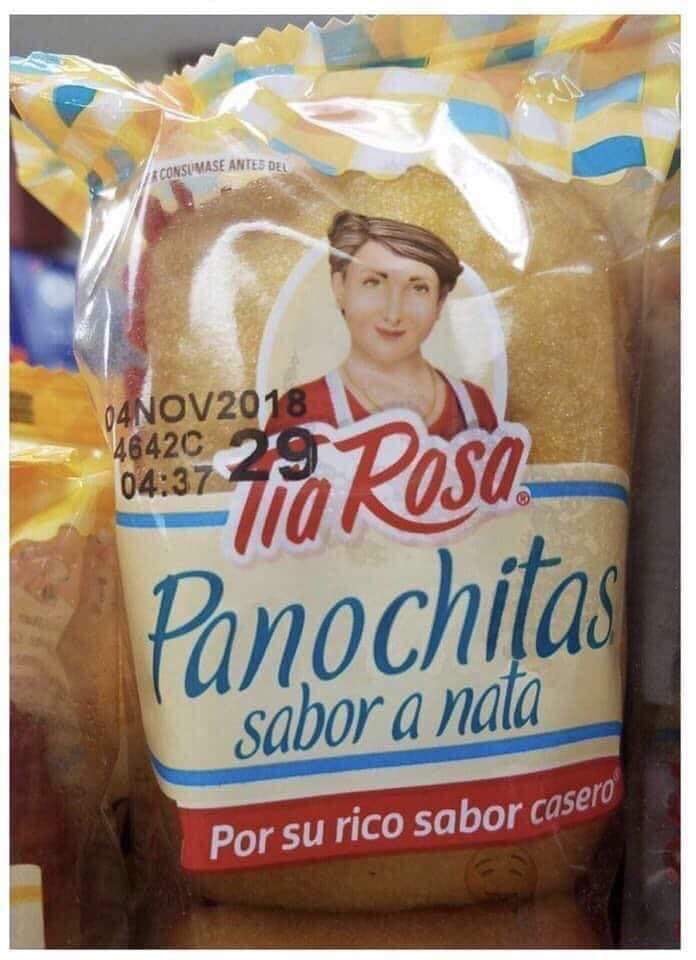 CONSUMASE ANTES DEL
04NOV2018
4642C 29
04:37
Tía Rosa®
Panochitas
sabor a nata
Por su rico sabor casero®